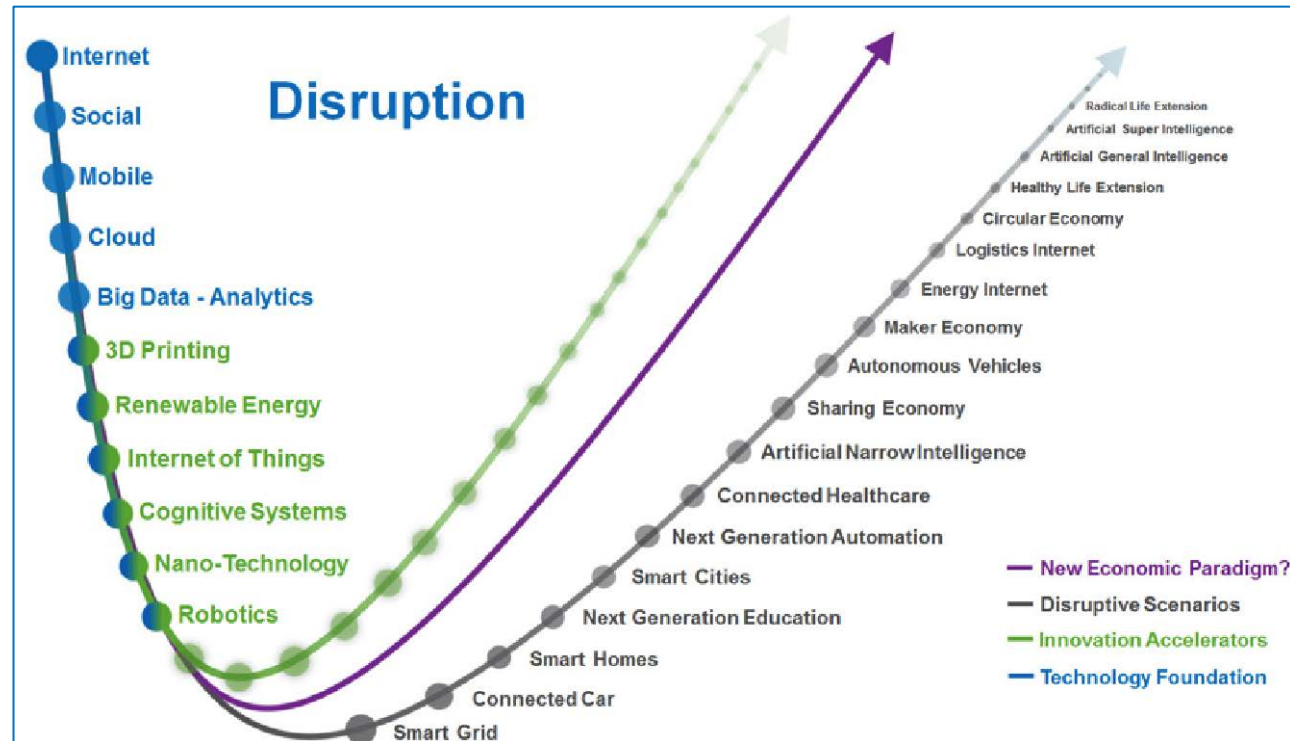 Disruption
Internet
Social
Mobile
Cloud
Big Data - Analytics
3D Printing
Renewable Energy
Internet of Things
Cognitive Systems
Nano-Technology
Robotics
Radical Life Extension
Artificial Super Intelligence
Artificial General Intelligence
Healthy Life Extension
Circular Economy
Logistics Internet
Energy Internet
Maker Economy
Autonomous Vehicles
Sharing Economy
Artificial Narrow Intelligence
Connected Healthcare
Next Generation Automation
Smart Cities
Next Generation Education
Smart Homes
Connected Car
Smart Grid
New Economic Paradigm?
Disruptive Scenarios
Innovation Accelerators
Technology Foundation